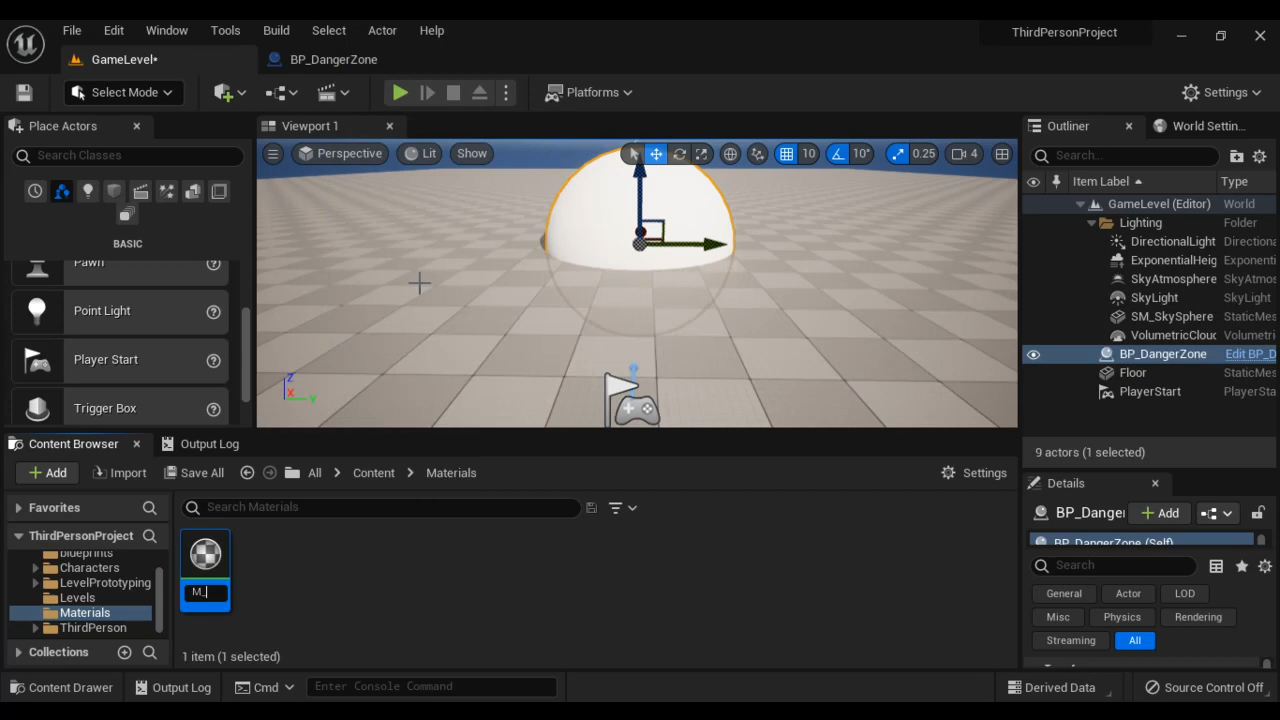 File Edit Window Tools Build Select Actor Help
ThirdPersonProject
GameLevel•
BP_DangerZone
Select Mode
Platforms
Settings
Place Actors
Viewport 1
Outliner
World Settin...
Search Classes
Perspective
Lit
Show
10
10°
0.25
4
Search...
Item Label
Type
GameLevel (Editor)
World
Lighting
Folder
DirectionalLight
Directiona
ExponentialHeig
Exponenti
SkyAtmosphere
SkyAtmos
SkyLight
SkyLight
SM_SkySphere
StaticMes
VolumetricCloud
Volumetri
BP_DangerZone
Edit BP_D
Floor
StaticMes
PlayerStart
PlayerSta
BASIC
Pawn
Point Light
Player Start
Trigger Box
Z
X
Y
9 actors (1 selected)
Content Browser
Output Log
Add
Import
Save All
All
Content
Materials
Settings
Favorites
Search Materials
ThirdPersonProject
blueprints
Characters
LevelPrototyping
Levels
Materials
ThirdPerson
Collections
M_
1 item (1 selected)
Details
BP_Danger
Add
BP_DangerZone (Self)
Search
General
Actor
LOD
Misc
Physics
Rendering
Streaming
All
Content Drawer
Output Log
Cmd
Enter Console Command
Derived Data
Source Control Off